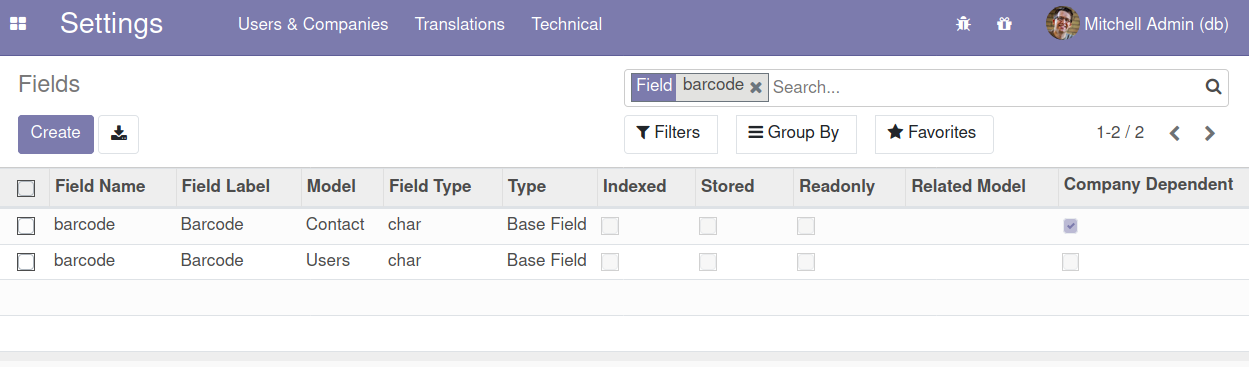 Settings Users & Companies Translations Technical Mitchell Admin (db)
Fields
Field barcode Search...
Create Filters Group By Favorites 1-2 / 2
Field Name Field Label Model Field Type Type Indexed Stored Readonly Related Model Company Dependent
barcode Barcode Contact char Base Field
barcode Barcode Users char Base Field